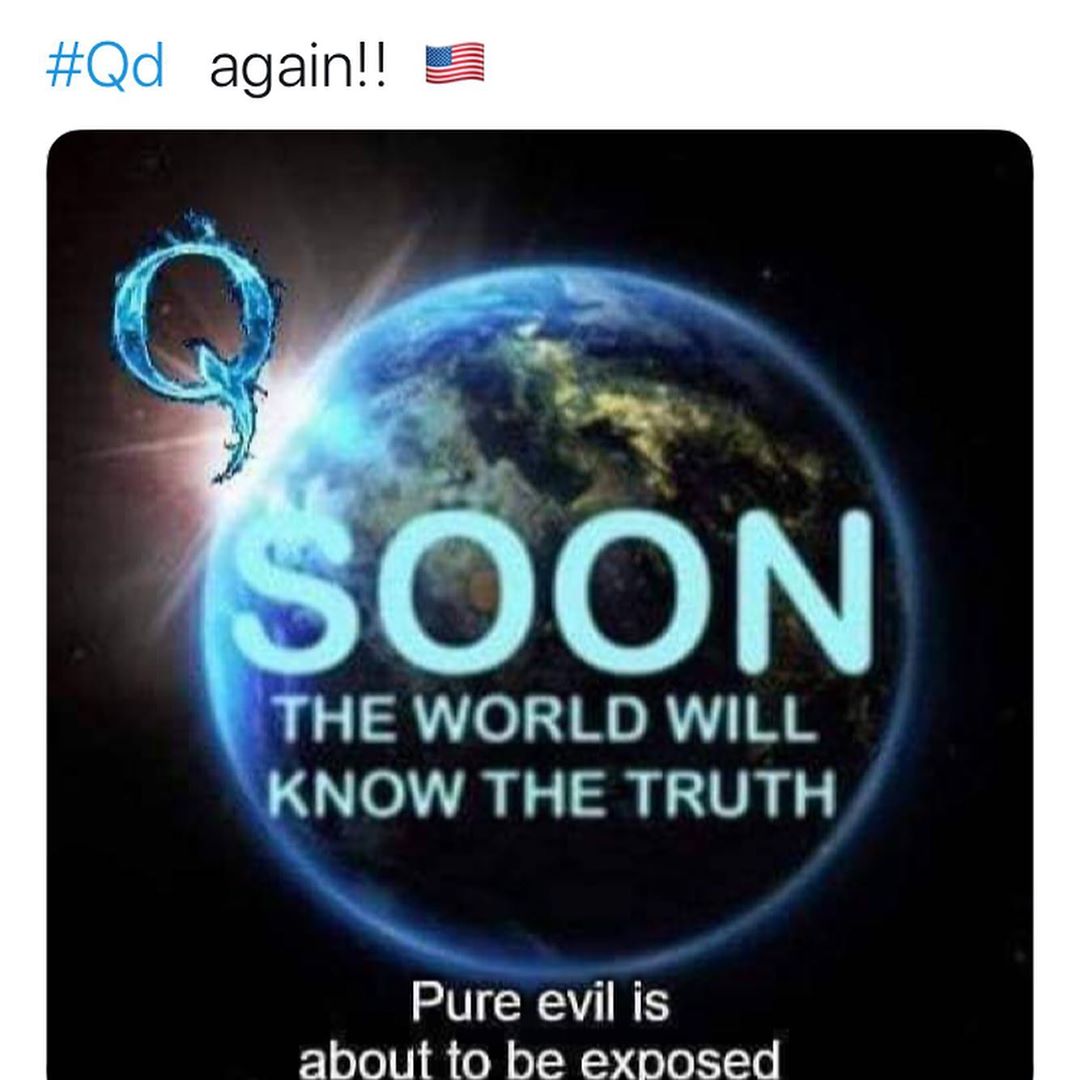 #Qd again!! 🇺🇸
Q
SOON
THE WORLD WILL
KNOW THE TRUTH
Pure evil is
about to be exposed